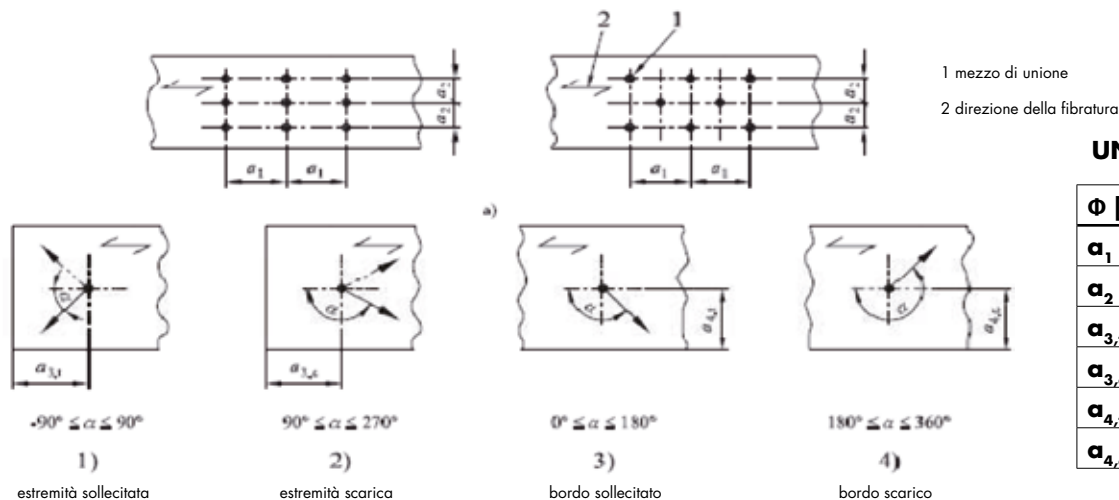 2 1
a₂
a₂
a₁ a₁
a₂
a₂
a₁ a₁
1 mezzo di unione
2 direzione della fibratura
UN
Φ
a₁
a₂
a₃,
a₃,
a₄,
a₄,
a)
α α α α
a₃,t
a₄,t
-90° ≤ α ≤ 90° 90° ≤ α ≤ 270° 0° ≤ α ≤ 180° 180° ≤ α ≤ 360°
1) 2) 3) 4)
estremità sollecitata estremità scarica bordo sollecitato bordo scarico